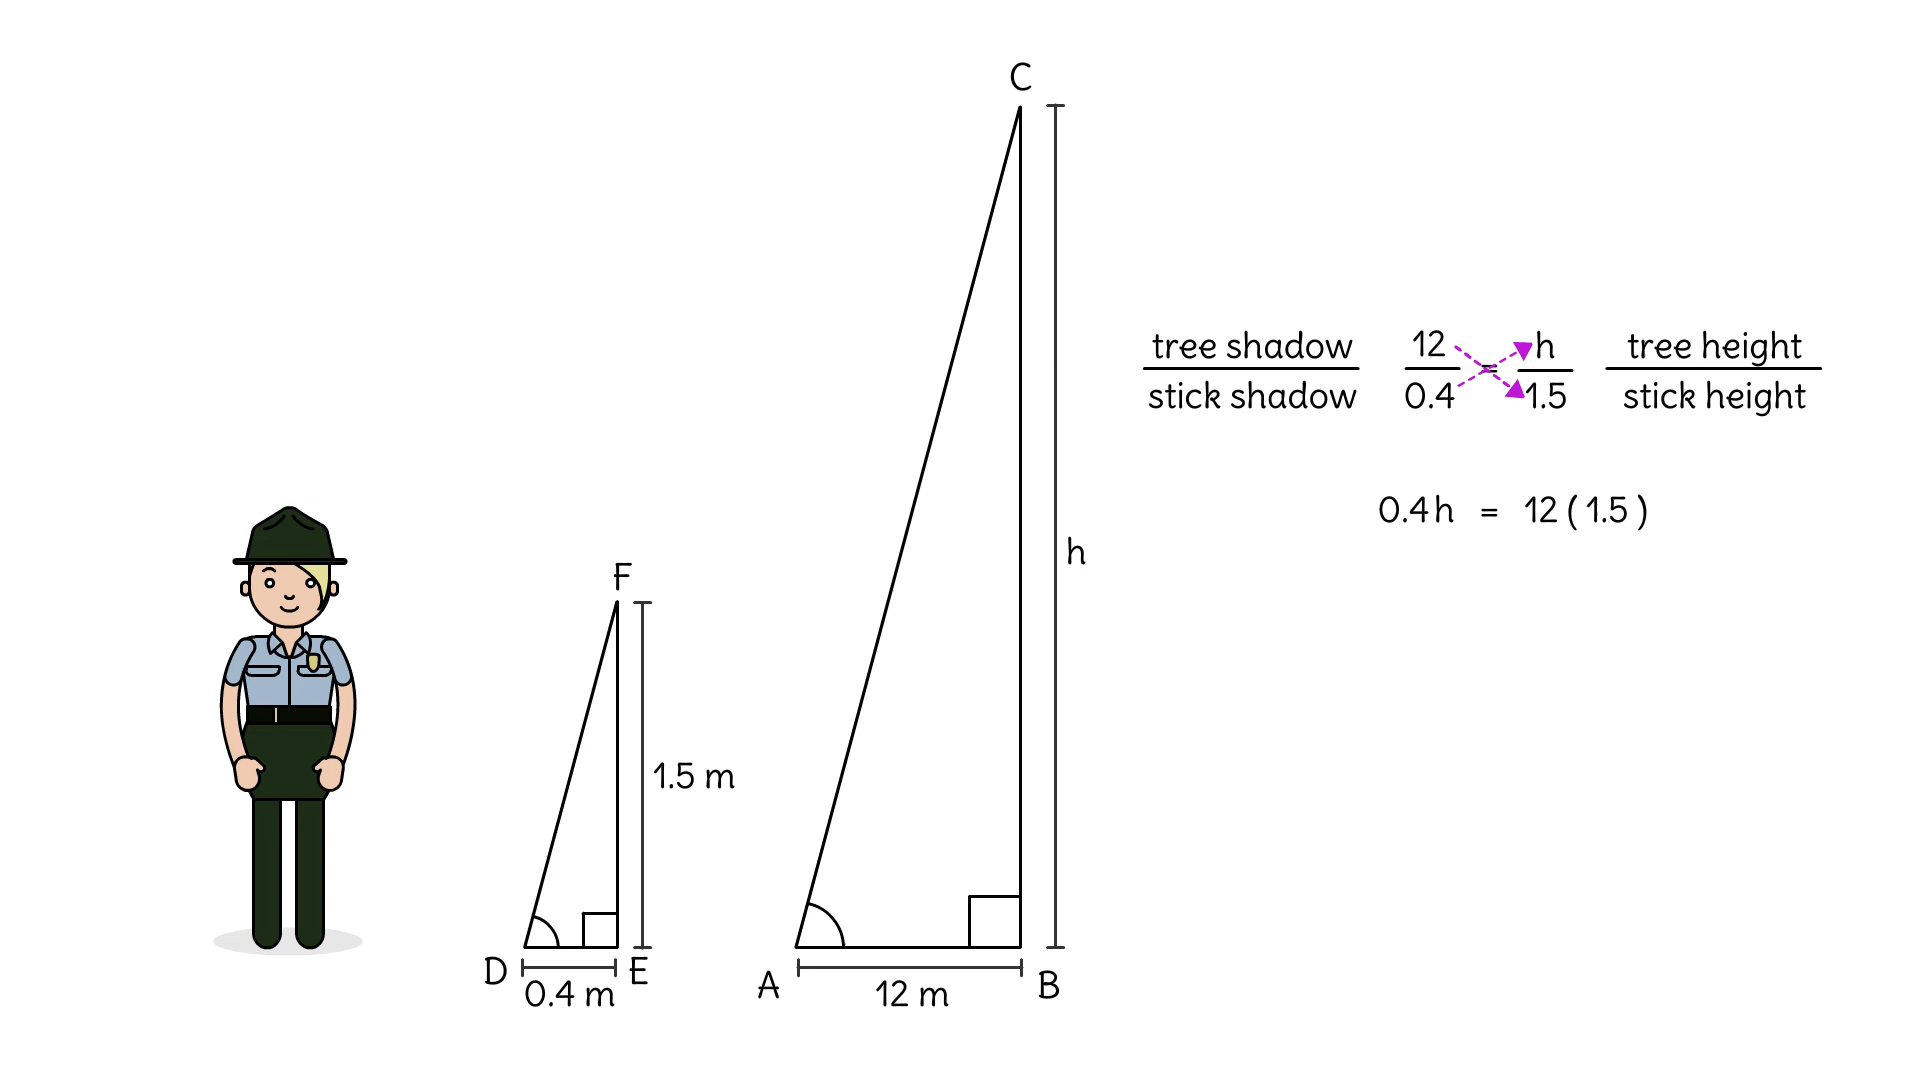 C
tree shadow
stick shadow
12
0.4
=
h
1.5
tree height
stick height
0.4h = 12(1.5)
h
F
1.5 m
D
E
0.4 m
A
12 m
B